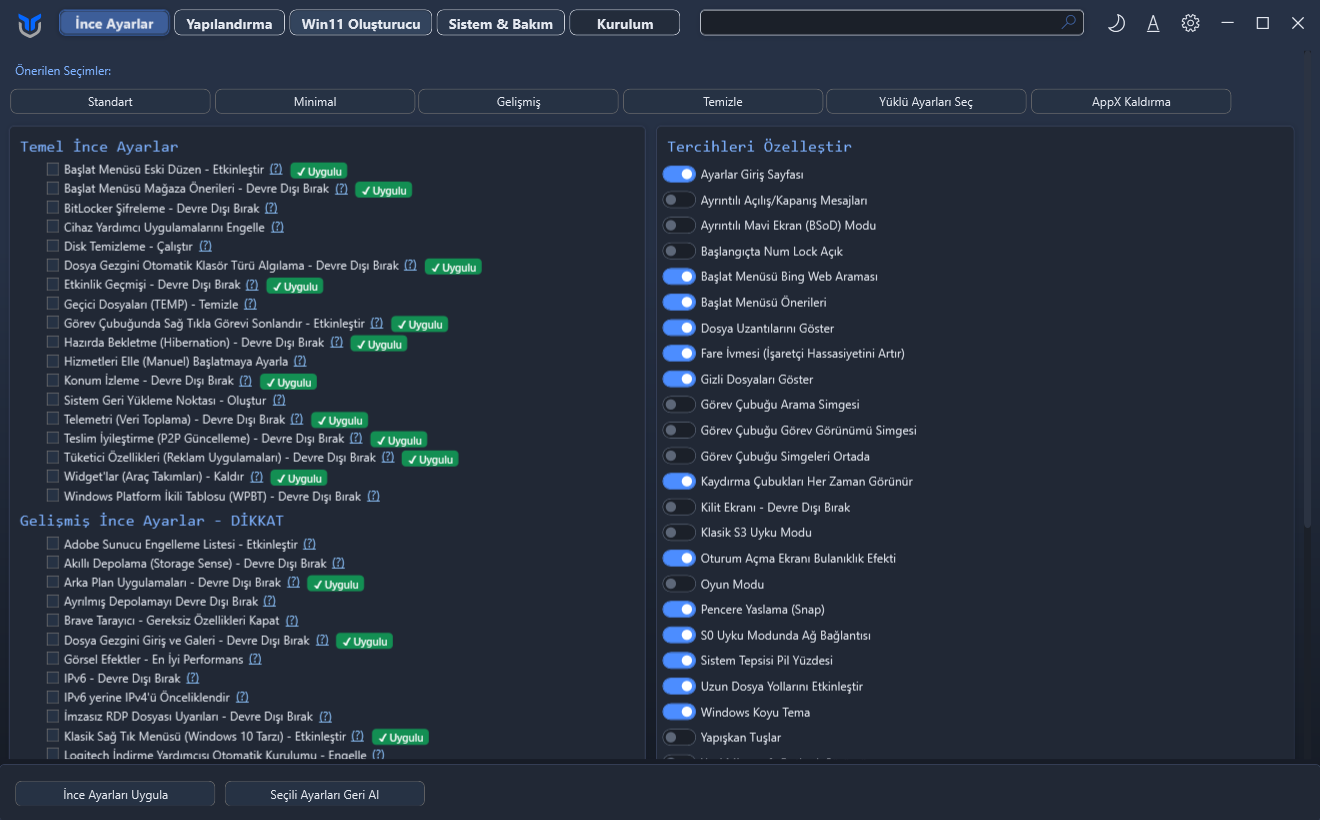 İnce Ayarlar
Yapılandırma
Win11 Oluşturucu
Sistem & Bakım
Kurulum
Önerilen Seçimler:
Standart
Minimal
Gelişmiş
Temizle
Yüklü Ayarları Seç
AppX Kaldırma
Temel İnce Ayarlar
Başlat Menüsü Eski Düzen - Etkinleştir (?) ✓ Uygulu
Başlat Menüsü Mağaza Önerileri - Devre Dışı Bırak (?) ✓ Uygulu
BitLocker Şifreleme - Devre Dışı Bırak (?)
Cihaz Yardımcı Uygulamalarını Engelle (?)
Disk Temizleme - Çalıştır (?)
Dosya Gezgini Otomatik Klasör Türü Algılama - Devre Dışı Bırak (?) ✓ Uygulu
Etkinlik Geçmişi - Devre Dışı Bırak (?) ✓ Uygulu
Geçici Dosyaları (TEMP) - Temizle (?)
Görev Çubuğunda Sağ Tıkla Görevi Sonlandır - Etkinleştir (?) ✓ Uygulu
Hazırda Bekletme (Hibernation) - Devre Dışı Bırak (?) ✓ Uygulu
Hizmetleri Elle (Manuel) Başlatmaya Ayarla (?)
Konum İzleme - Devre Dışı Bırak (?) ✓ Uygulu
Sistem Geri Yükleme Noktası - Oluştur (?)
Telemetri (Veri Toplama) - Devre Dışı Bırak (?) ✓ Uygulu
Teslim İyileştirme (P2P Güncelleme) - Devre Dışı Bırak (?) ✓ Uygulu
Tüketici Özellikleri (Reklam Uygulamaları) - Devre Dışı Bırak (?) ✓ Uygulu
Widget'lar (Araç Takımları) - Kaldır (?) ✓ Uygulu
Windows Platform İkili Tablosu (WPBT) - Devre Dışı Bırak (?)
Gelişmiş İnce Ayarlar - DİKKAT
Adobe Sunucu Engelleme Listesi - Etkinleştir (?)
Akıllı Depolama (Storage Sense) - Devre Dışı Bırak (?)
Arka Plan Uygulamaları - Devre Dışı Bırak (?) ✓ Uygulu
Ayrılmış Depolamayı Devre Dışı Bırak (?)
Brave Tarayıcı - Gereksiz Özellikleri Kapat (?)
Dosya Gezgini Giriş ve Galeri - Devre Dışı Bırak (?) ✓ Uygulu
Görsel Efektler - En İyi Performans (?)
IPv6 - Devre Dışı Bırak (?)
IPv6 yerine IPv4'ü Önceliklendir (?)
İmzasız RDP Dosyası Uyarıları - Devre Dışı Bırak (?)
Klasik Sağ Tık Menüsü (Windows 10 Tarzı) - Etkinleştir (?) ✓ Uygulu
Logitech İndirme Yardımcısı Otomatik Kurulumu - Engelle (?)
Tercihleri Özelleştir
Ayarlar Giriş Sayfası
Ayrıntılı Açılış/Kapanış Mesajları
Ayrıntılı Mavi Ekran (BSoD) Modu
Başlangıçta Num Lock Açık
Başlat Menüsü Bing Web Araması
Başlat Menüsü Önerileri
Dosya Uzantılarını Göster
Fare İvmesi (İşaretçi Hassasiyetini Artır)
Gizli Dosyaları Göster
Görev Çubuğu Arama Simgesi
Görev Çubuğu Görev Görünümü Simgesi
Görev Çubuğu Simgeleri Ortada
Kaydırma Çubukları Her Zaman Görünür
Kilit Ekranı - Devre Dışı Bırak
Klasik S3 Uyku Modu
Oturum Açma Ekranı Bulanıklık Efekti
Oyun Modu
Pencere Yaslama (Snap)
S0 Uyku Modunda Ağ Bağlantısı
Sistem Tepsisi Pil Yüzdesi
Uzun Dosya Yollarını Etkinleştir
Windows Koyu Tema
Yapışkan Tuşlar
İnce Ayarları Uygula
Seçili Ayarları Geri Al